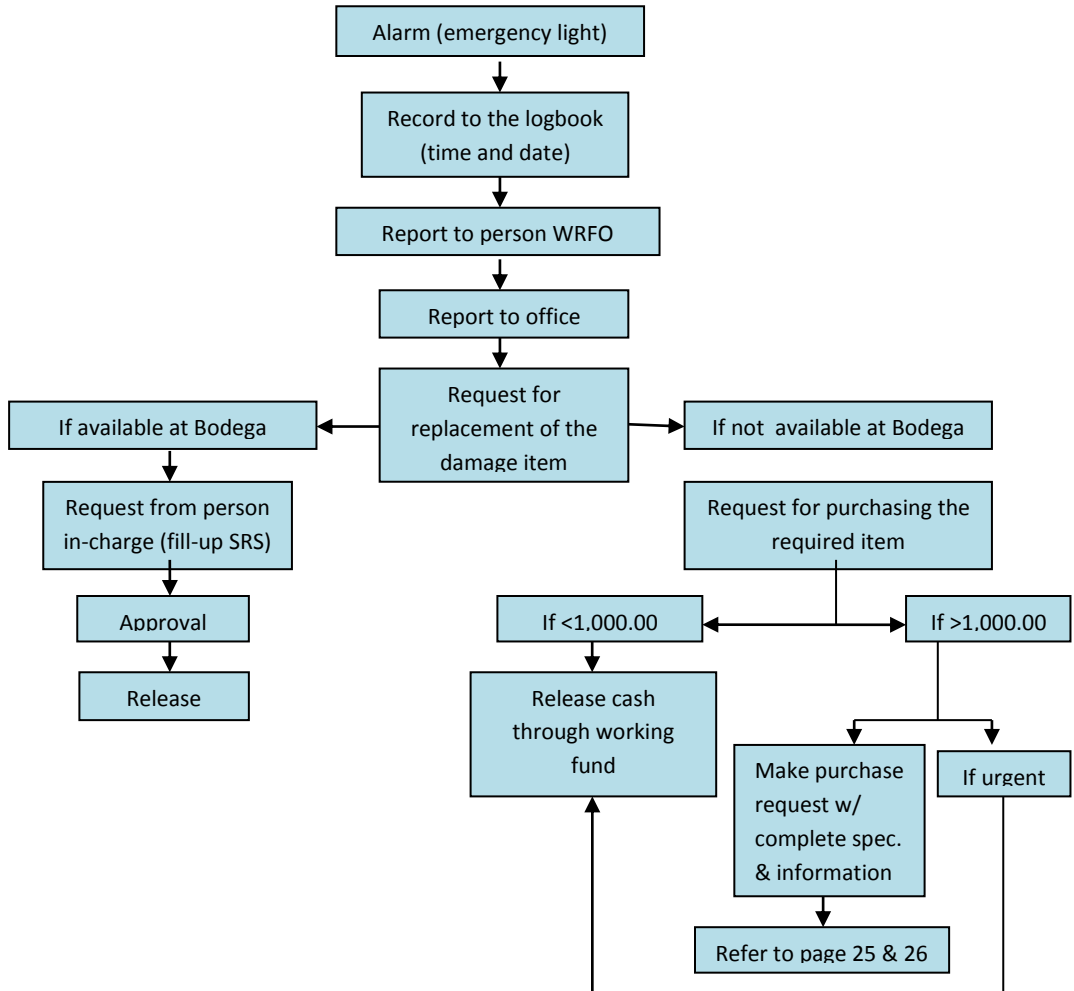 Alarm (emergency light)
Record to the logbook
(time and date)
Report to person WRFO
Report to office
Request for
replacement of the
damage item
If available at Bodega
If not available at Bodega
Request from person
in-charge (fill-up SRS)
Approval
Release
Request for purchasing the
required item
If <1,000.00
If >1,000.00
Release cash
through working
fund
Make purchase
request w/
complete spec.
& information
If urgent
Refer to page 25 & 26